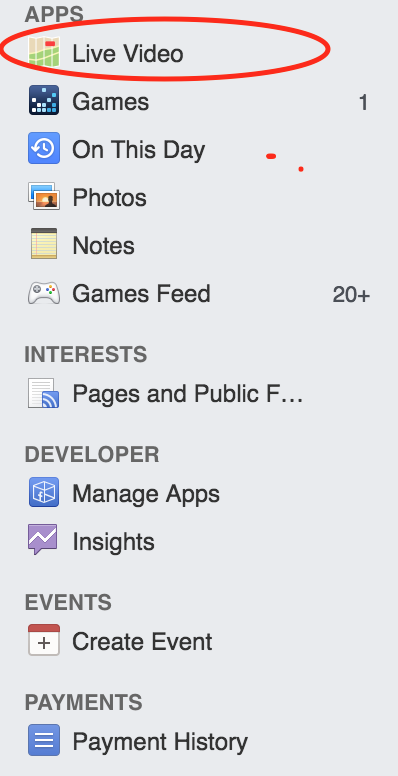 APPS
Live Video
Games 1
On This Day
Photos
Notes
Games Feed 20+
INTERESTS
Pages and Public F…
DEVELOPER
Manage Apps
Insights
EVENTS
Create Event
PAYMENTS
Payment History